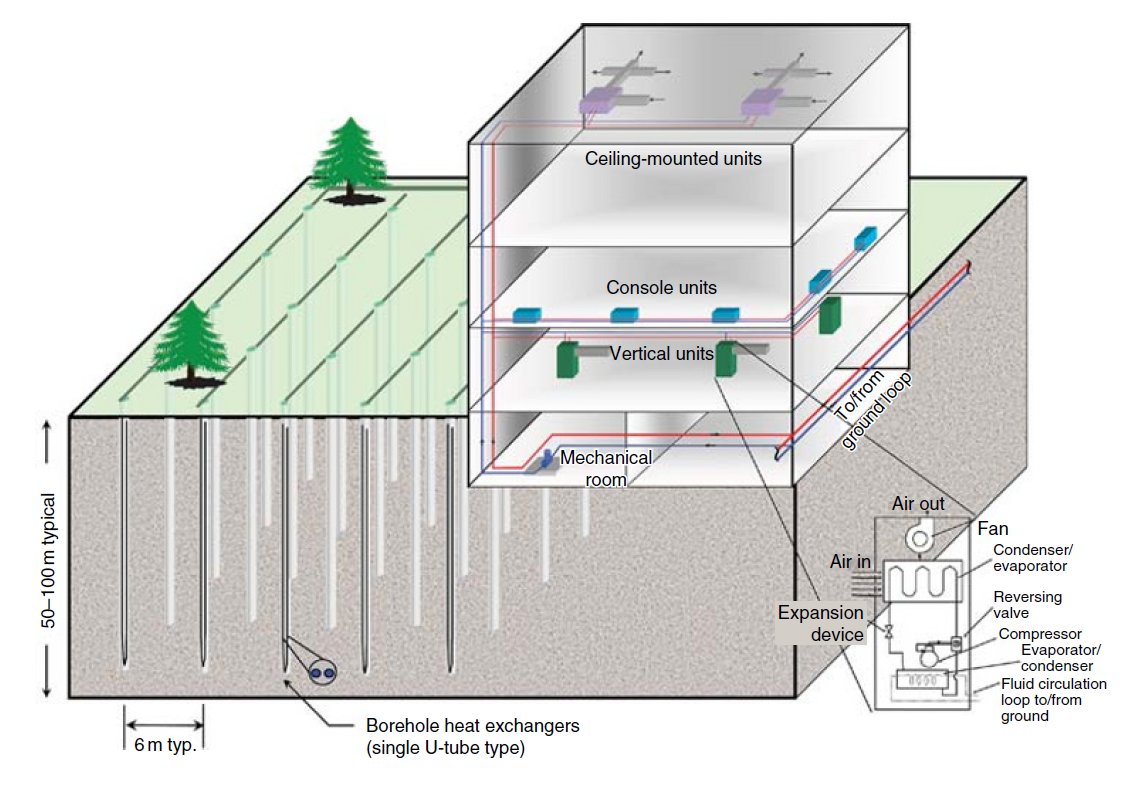 Ceiling-mounted units
Console units
Vertical units
To/from
ground loop
Mechanical
room
50–100 m typical
Air out
Fan
Condenser/
evaporator
Air in
Reversing
valve
Expansion
device
Compressor
Evaporator/
condenser
Fluid circulation
loop to/from
ground
Borehole heat exchangers
(single U-tube type)
6 m typ.